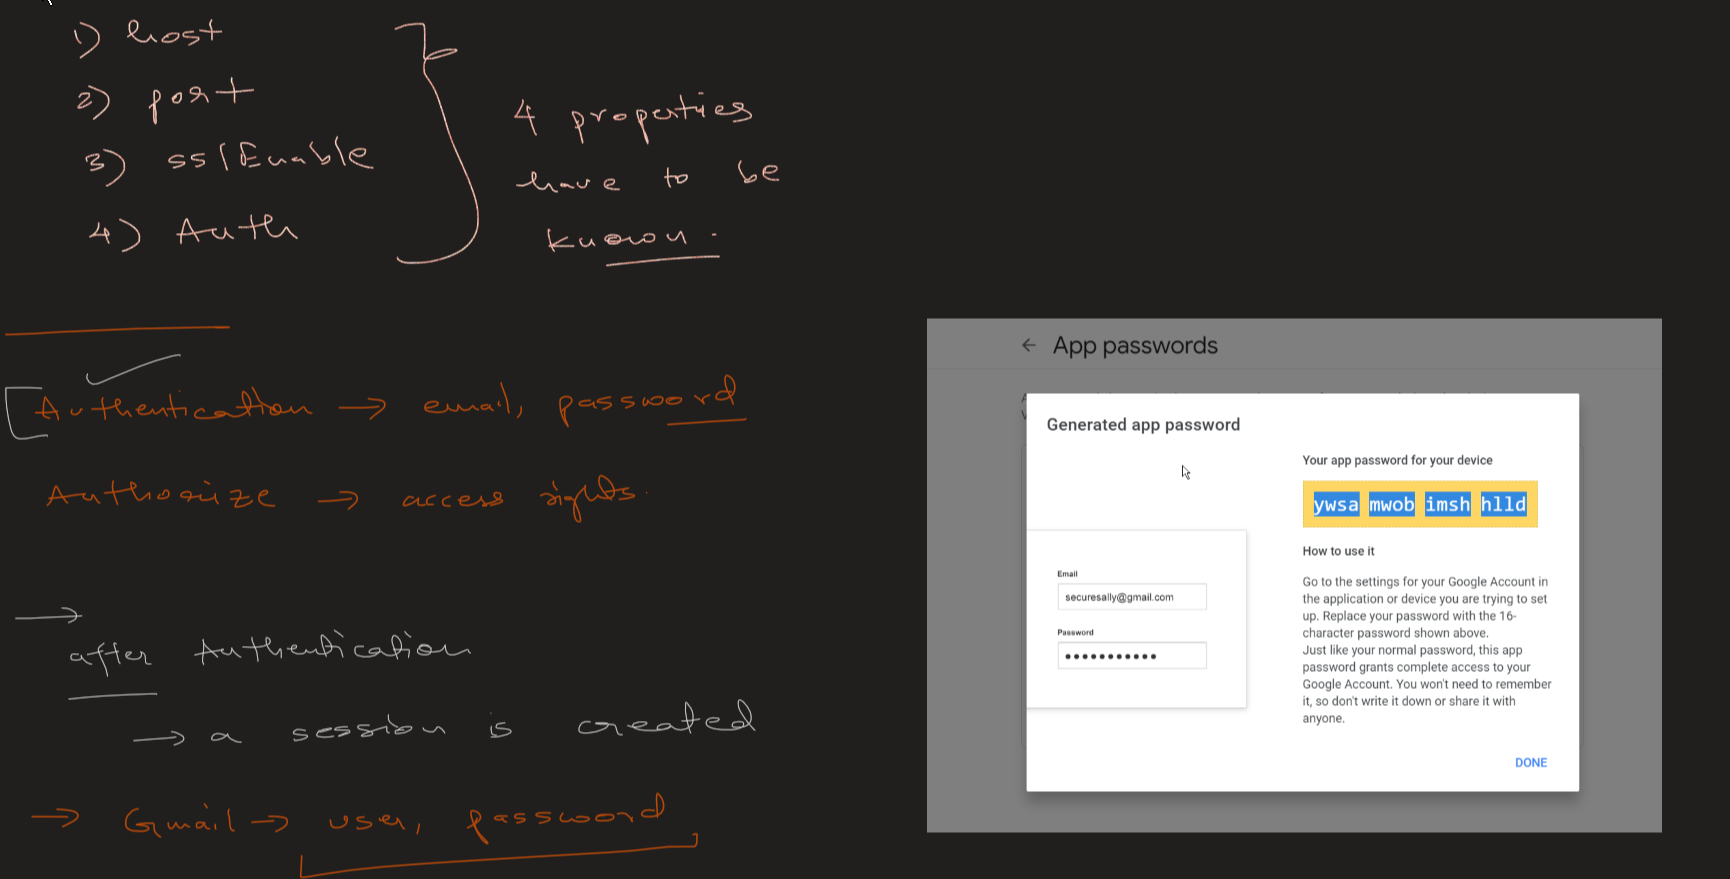 1) host
2) port
3) sslEnable
4) Auth
4 properties
have to be
known.
Authentication → email, password
Authorize → access rights.
→
after Authentication
→ a session is created
→ Gmail → user, password
← App passwords
Generated app password
Your app password for your device
ywsa mwob imsh hlld
How to use it
Go to the settings for your Google Account in
the application or device you are trying to set
up. Replace your password with the 16-
character password shown above.
Just like your normal password, this app
password grants complete access to your
Google Account. You won't need to remember
it, so don't write it down or share it with
anyone.
Email
securesally@gmail.com
Password
•••••••••••
DONE